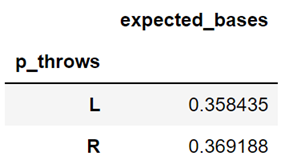 expected_bases
p_throws
L 0.358435
R 0.369188